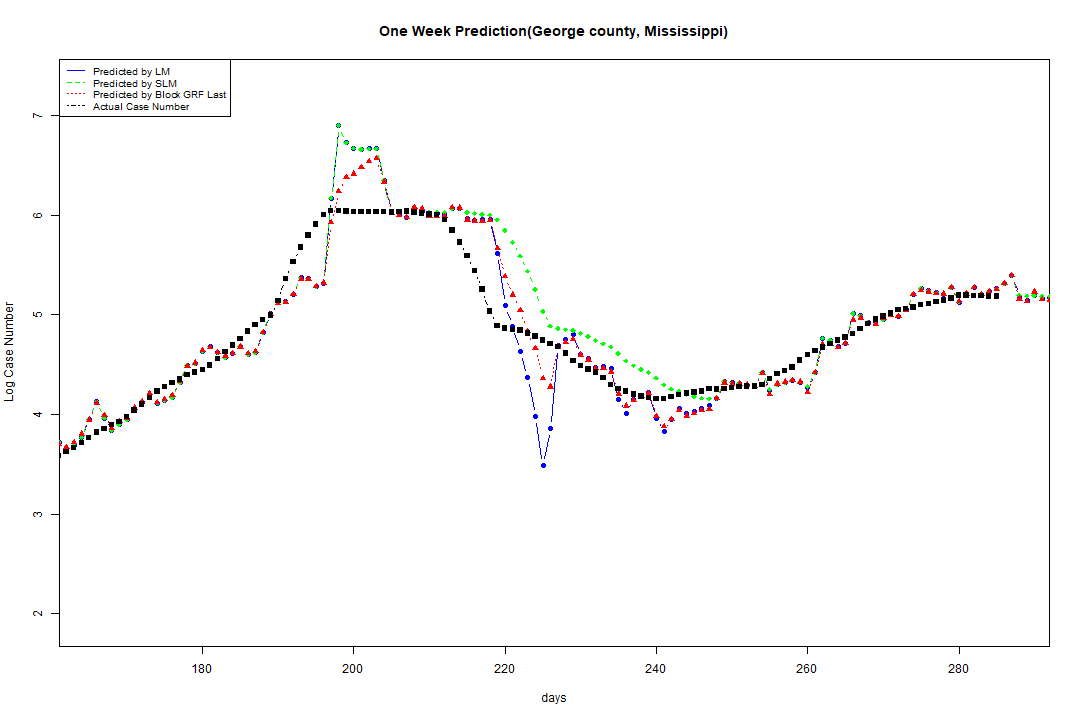 One Week Prediction(George county, Mississippi)
Predicted by LM
Predicted by SLM
Predicted by Block GRF Last
Actual Case Number
7
6
5
4
3
2
Log Case Number
180 200 220 240 260 280
days